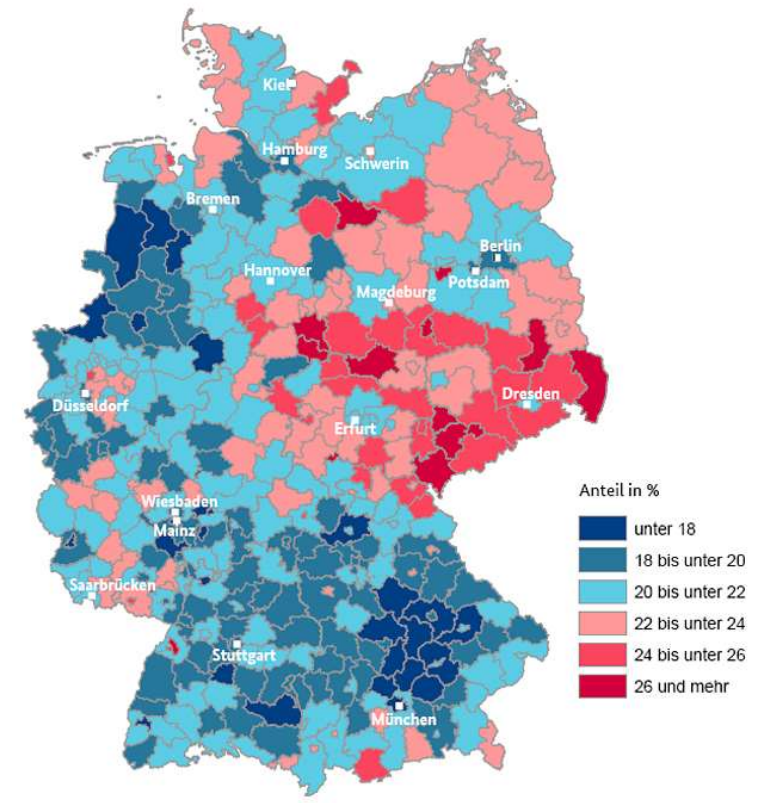 Kiel
Hamburg
Schwerin
Bremen
Berlin
Hannover
Potsdam
Magdeburg
Düsseldorf
Dresden
Erfurt
Wiesbaden
Mainz
Saarbrücken
Stuttgart
München
Anteil in %
unter 18
18 bis unter 20
20 bis unter 22
22 bis unter 24
24 bis unter 26
26 und mehr